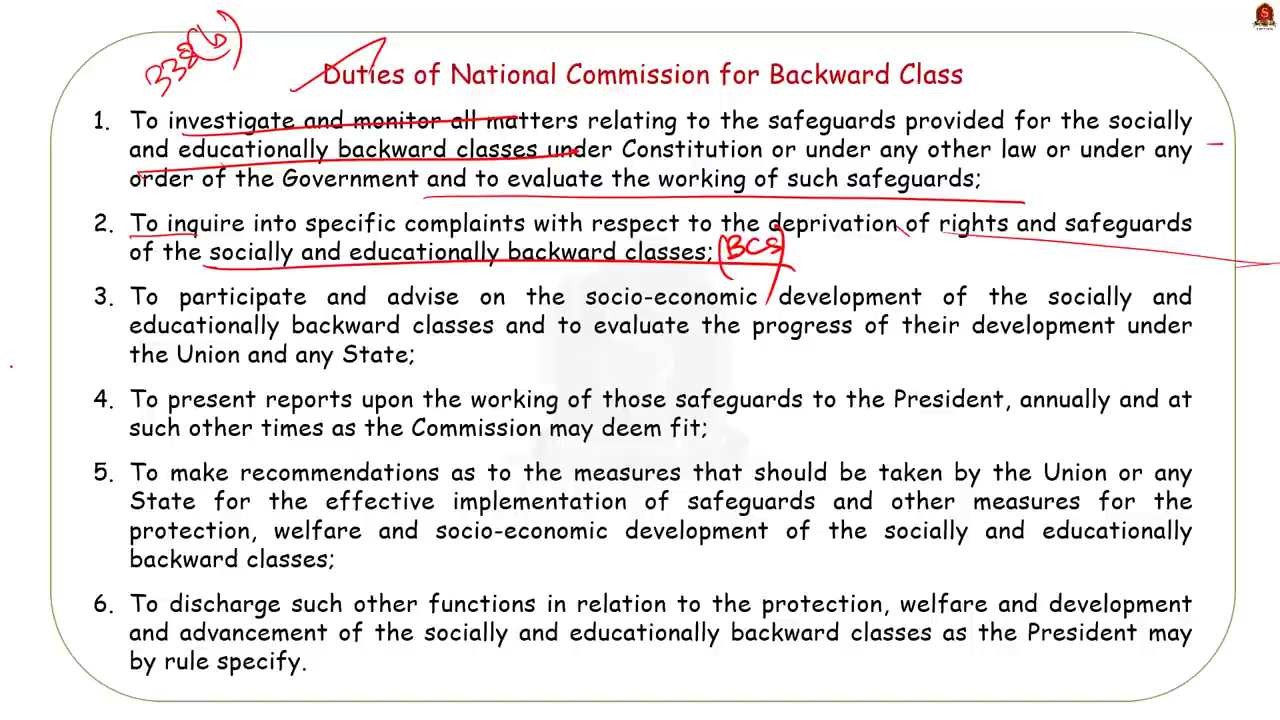 338(b)
Duties of National Commission for Backward Class
1. To investigate and monitor all matters relating to the safeguards provided for the socially
and educationally backward classes under Constitution or under any other law or under any
order of the Government and to evaluate the working of such safeguards;
2. To inquire into specific complaints with respect to the deprivation of rights and safeguards
of the socially and educationally backward classes; (BCs)
3. To participate and advise on the socio-economic development of the socially and
educationally backward classes and to evaluate the progress of their development under
the Union and any State;
4. To present reports upon the working of those safeguards to the President, annually and at
such other times as the Commission may deem fit;
5. To make recommendations as to the measures that should be taken by the Union or any
State for the effective implementation of safeguards and other measures for the
protection, welfare and socio-economic development of the socially and educationally
backward classes;
6. To discharge such other functions in relation to the protection, welfare and development
and advancement of the socially and educationally backward classes as the President may
by rule specify.